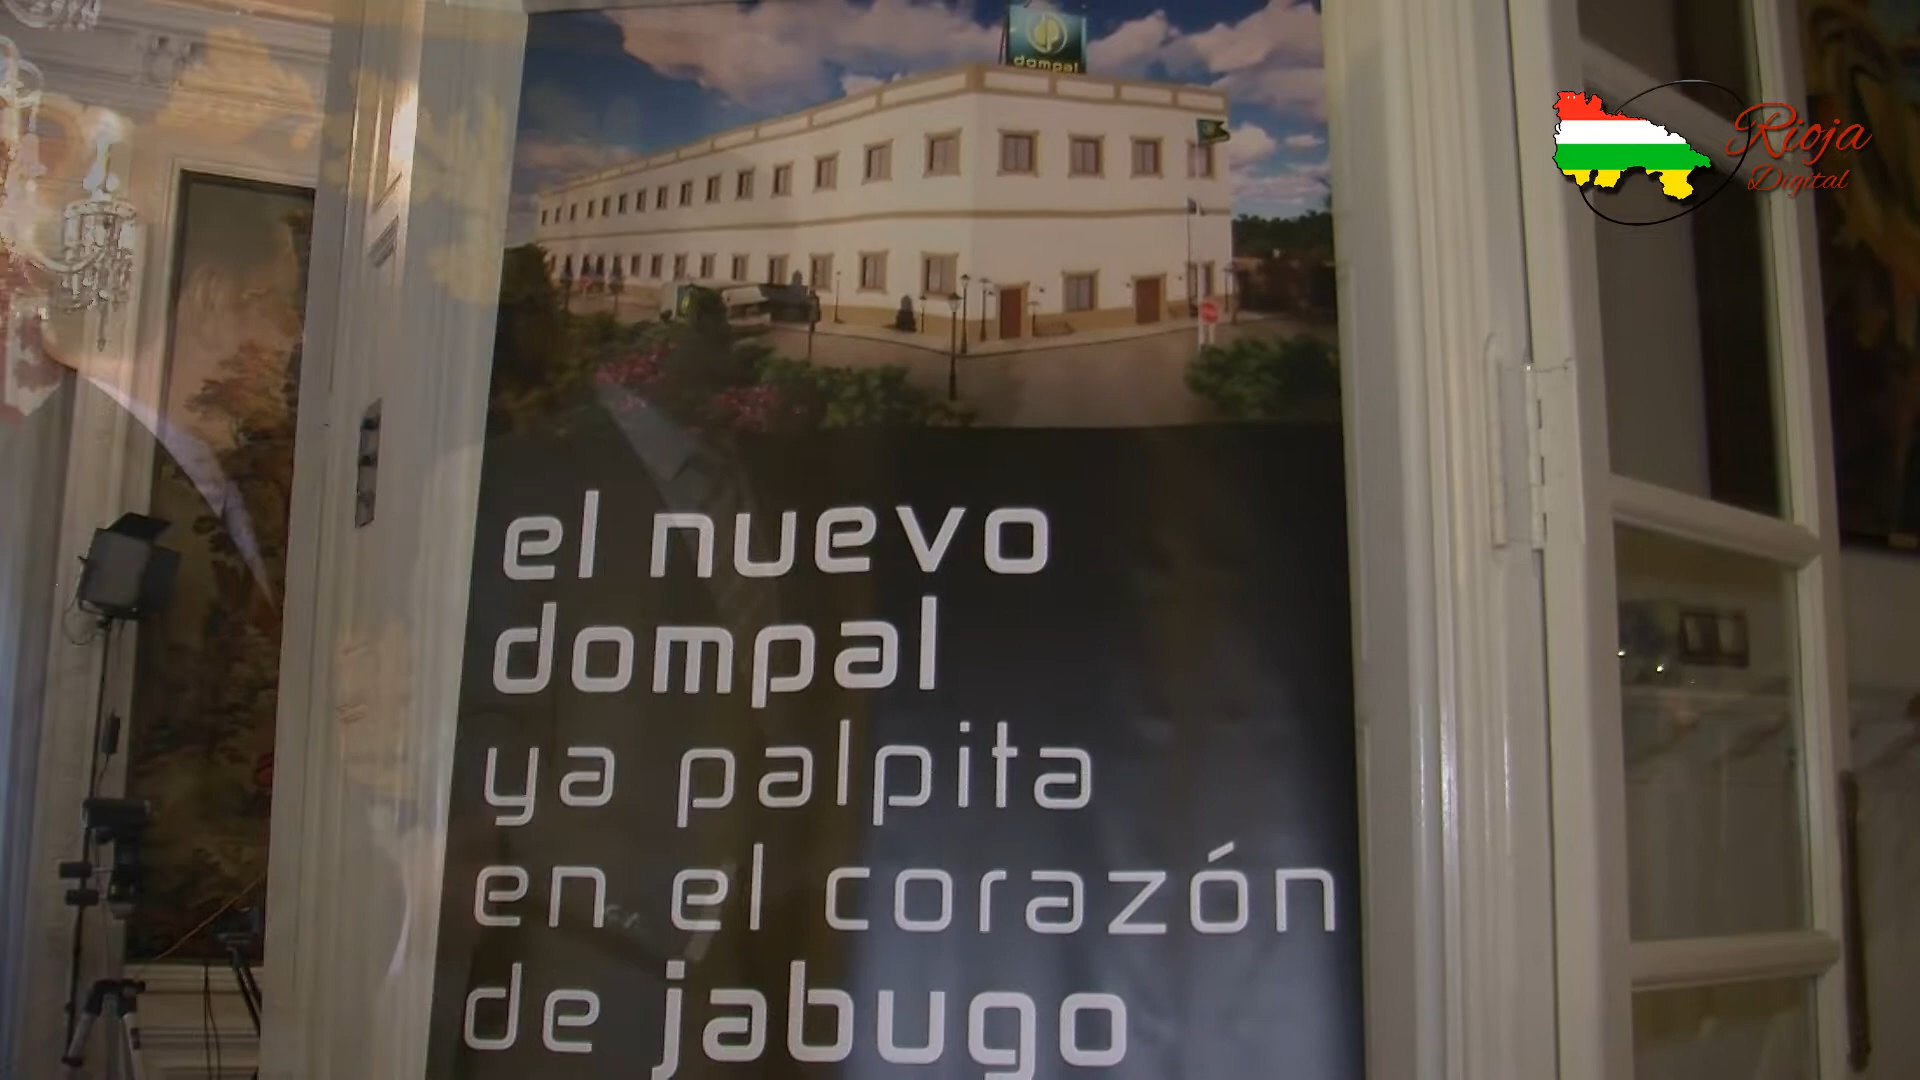 dompal
Rioja
Digital
el nuevo
dompal
ya palpita
en el corazón
de jabugo